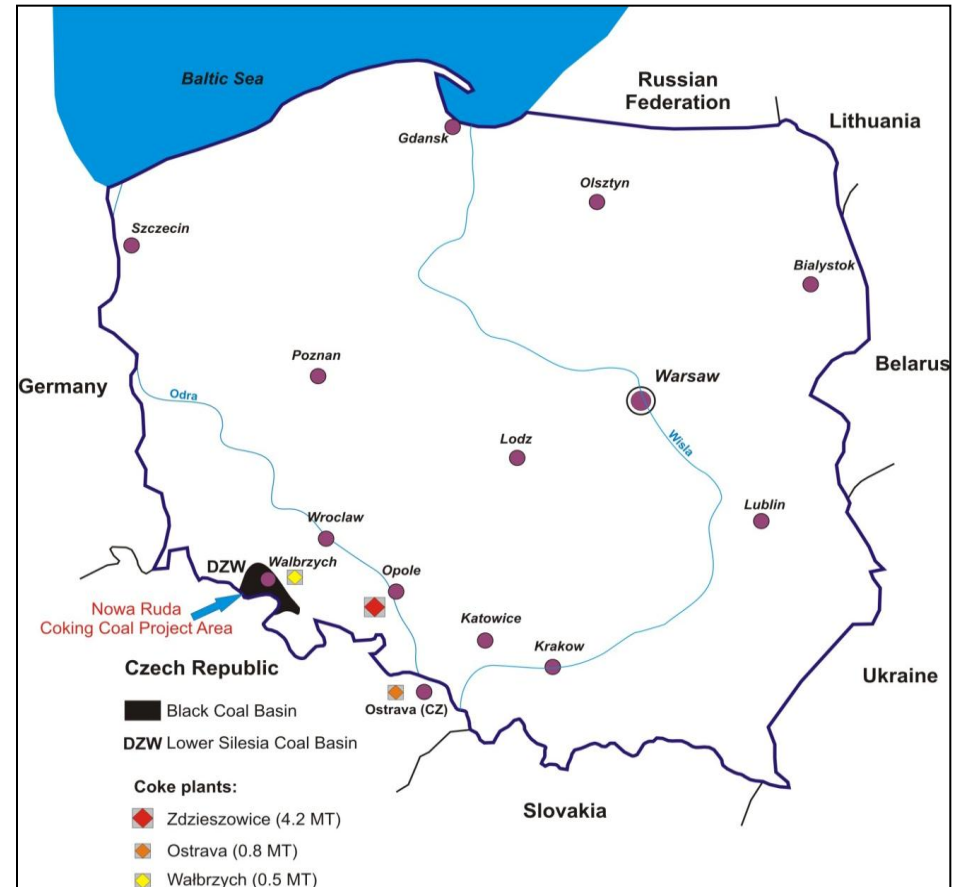 Baltic Sea
Russian
Federation
Lithuania
Gdansk
Olsztyn
Szczecin
Bialystok
Poznan
Belarus
Germany
Warsaw
Odra
Lodz
Wisla
Lublin
Wroclaw
DZW
Walbrzych
Opole
Nowa Ruda
Coking Coal Project Area
Katowice
Krakow
Czech Republic
Ukraine
Black Coal Basin
Ostrava (CZ)
DZW Lower Silesia Coal Basin
Coke plants:
Slovakia
Zdzieszowice (4.2 MT)
Ostrava (0.8 MT)
Wałbrzych (0.5 MT)